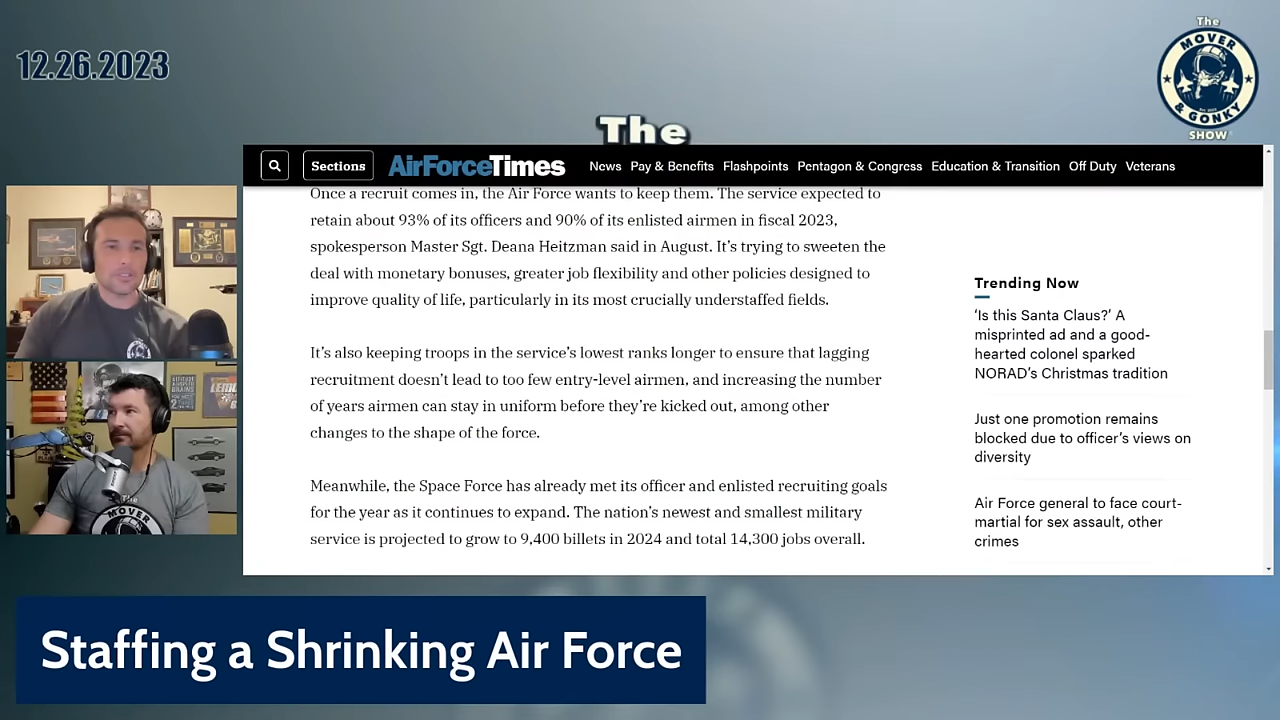 12.26.2023
The
MOVER
& GONKY
SHOW
The
Sections
AirForceTimes
News Pay & Benefits Flashpoints Pentagon & Congress Education & Transition Off Duty Veterans
Once a recruit comes in, the Air Force wants to keep them. The service expected to
retain about 93% of its officers and 90% of its enlisted airmen in fiscal 2023,
spokesperson Master Sgt. Deana Heitzman said in August. It's trying to sweeten the
deal with monetary bonuses, greater job flexibility and other policies designed to
improve quality of life, particularly in its most crucially understaffed fields.
It's also keeping troops in the service's lowest ranks longer to ensure that lagging
recruitment doesn't lead to too few entry-level airmen, and increasing the number
of years airmen can stay in uniform before they're kicked out, among other
changes to the shape of the force.
Meanwhile, the Space Force has already met its officer and enlisted recruiting goals
for the year as it continues to expand. The nation's newest and smallest military
service is projected to grow to 9,400 billets in 2024 and total 14,300 jobs overall.
Trending Now
'Is this Santa Claus?' A
misprinted ad and a good-
hearted colonel sparked
NORAD's Christmas tradition
Just one promotion remains
blocked due to officer's views on
diversity
Air Force general to face court-
martial for sex assault, other
crimes
The
MOVER
Staffing a Shrinking Air Force